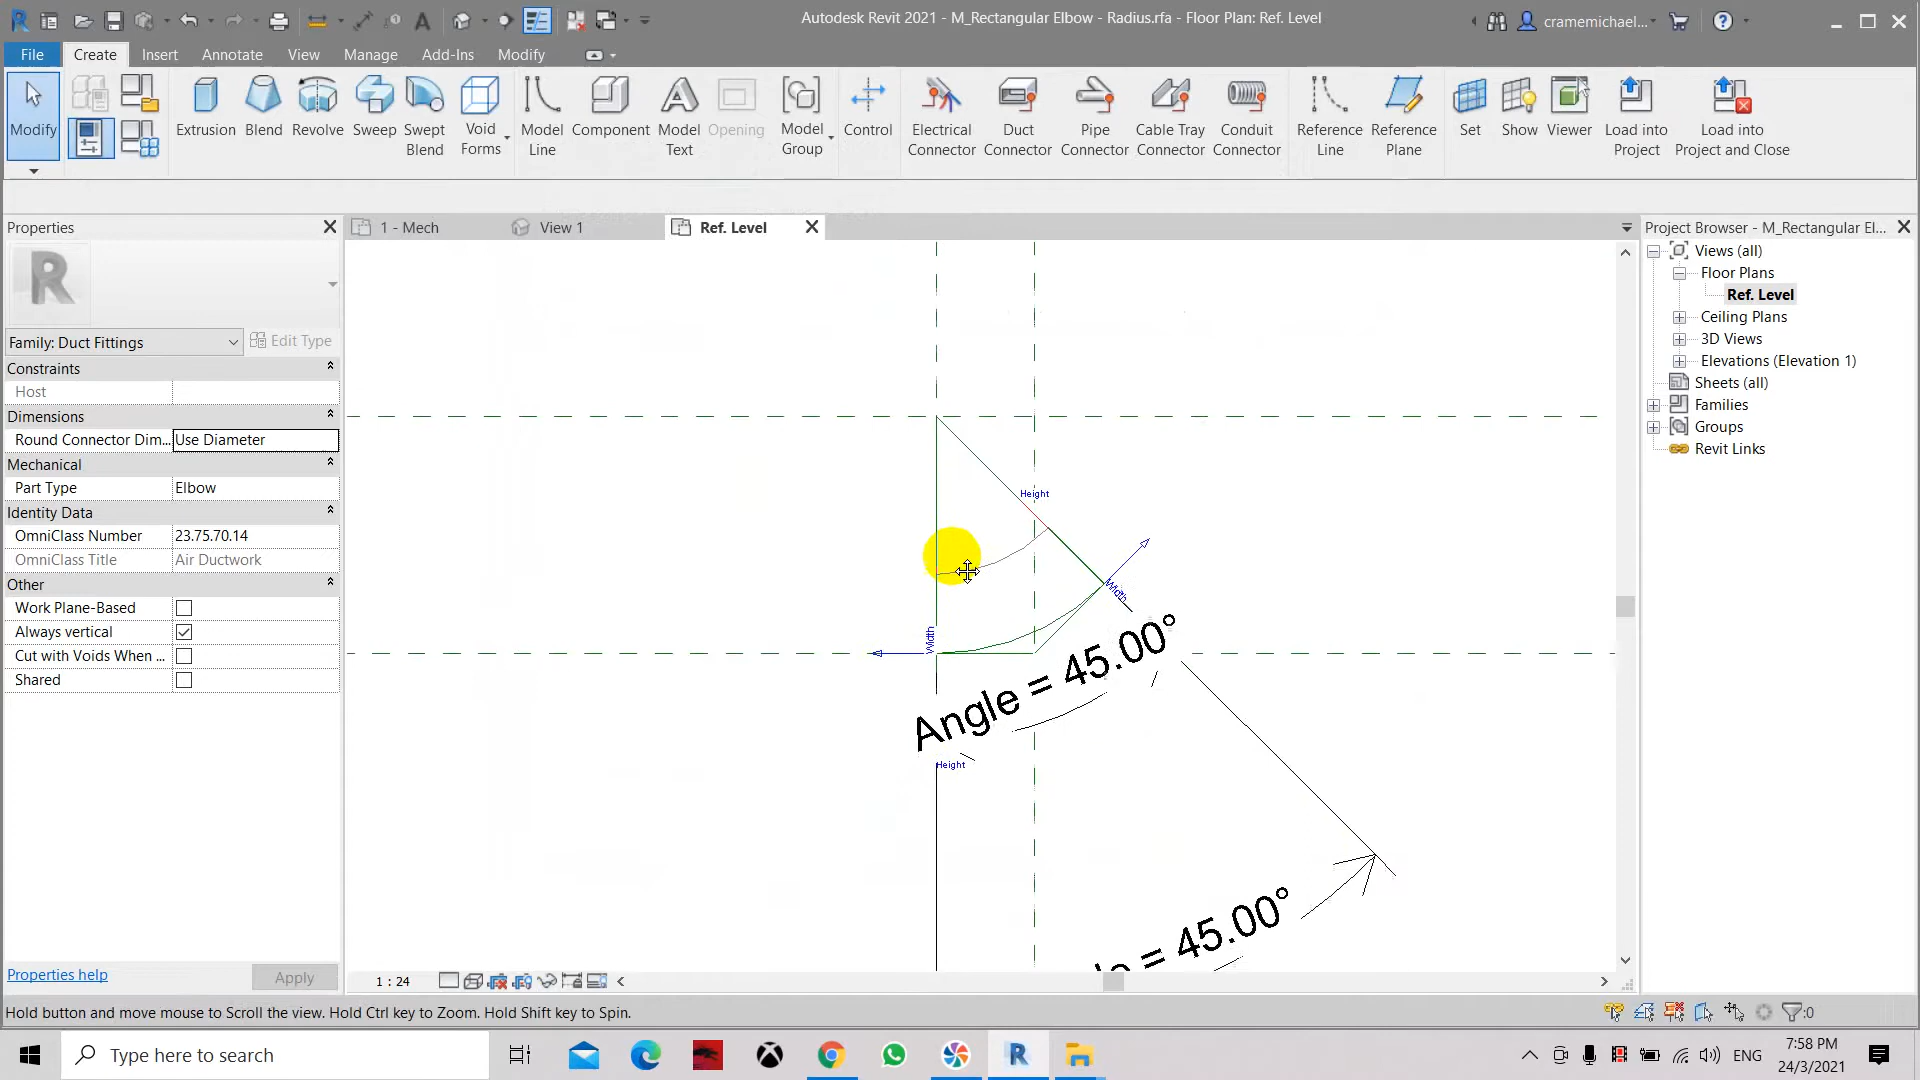 Autodesk Revit 2021 - M_Rectangular Elbow - Radius.rfa - Floor Plan: Ref. Level
cramemichael...
File
Create
Insert
Annotate
View
Manage
Add-Ins
Modify
Modify
Extrusion
Blend
Revolve
Sweep
Swept
Blend
Void
Forms
Model
Line
Component
Model
Text
Opening
Model
Group
Control
Electrical
Connector
Duct
Connector
Pipe
Connector
Cable Tray
Connector
Conduit
Connector
Reference
Line
Reference
Plane
Set
Show
Viewer
Load into
Project
Load into
Project and Close
Properties
1 - Mech
View 1
Ref. Level
Project Browser - M_Rectangular El...
Family: Duct Fittings
Edit Type
Constraints
Host
Dimensions
Round Connector Dim... Use Diameter
Mechanical
Part Type Elbow
Identity Data
OmniClass Number 23.75.70.14
OmniClass Title Air Ductwork
Other
Work Plane-Based
Always vertical
Cut with Voids When ...
Shared
Properties help
Apply
Height
Width
Width
Angle = 45.00°
Height
= 45.00°
1 : 24
Views (all)
Floor Plans
Ref. Level
Ceiling Plans
3D Views
Elevations (Elevation 1)
Sheets (all)
Families
Groups
Revit Links
Hold button and move mouse to Scroll the view. Hold Ctrl key to Zoom. Hold Shift key to Spin.
:0
Type here to search
ENG
7:58 PM
24/3/2021